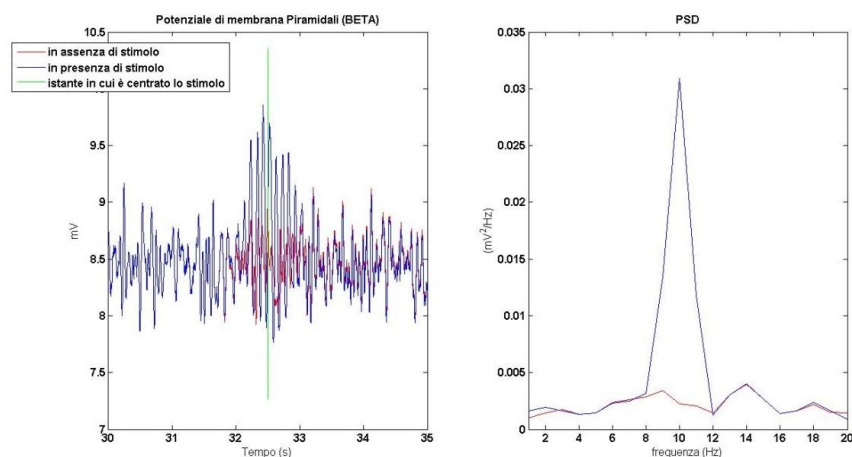 Potenziale di membrana Piramidali (BETA)
10.5
in assenza di stimolo
in presenza di stimolo
istante in cui è centrato lo stimolo
9.5
9
8.5
8
7.5
7
mV
30 31 32 33 34 35
Tempo (s)
PSD
0.035
0.03
0.025
0.02
0.015
0.01
0.005
0
(mV²/Hz)
2 4 6 8 10 12 14 16 18 20
frequenza (Hz)